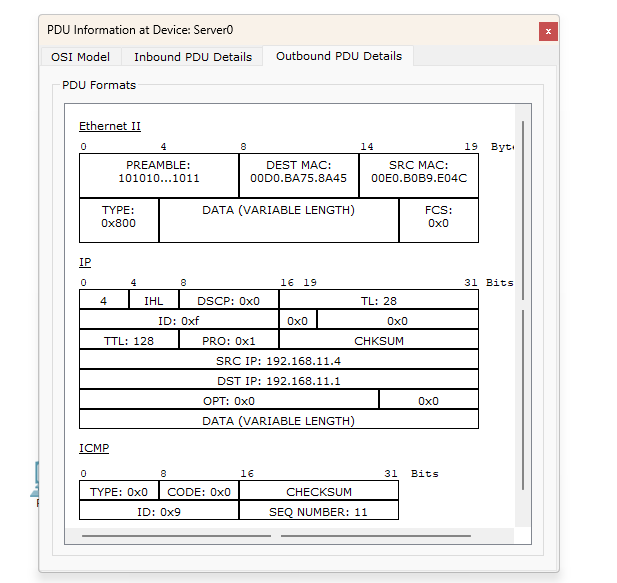 PDU Information at Device: Server0
x
OSI Model Inbound PDU Details Outbound PDU Details
PDU Formats
Ethernet II
0 4 8 14 19 Byte
PREAMBLE: DEST MAC: SRC MAC:
101010...1011 00D0.BA75.8A45 00E0.B0B9.E04C
TYPE: DATA (VARIABLE LENGTH) FCS:
0x800 0x0
IP
0 4 8 16 19 31 Bits
4 IHL DSCP: 0x0 TL: 28
ID: 0xf 0x0 0x0
TTL: 128 PRO: 0x1 CHKSUM
SRC IP: 192.168.11.4
DST IP: 192.168.11.1
OPT: 0x0 0x0
DATA (VARIABLE LENGTH)
ICMP
0 8 16 31 Bits
TYPE: 0x0 CODE: 0x0 CHECKSUM
ID: 0x9 SEQ NUMBER: 11